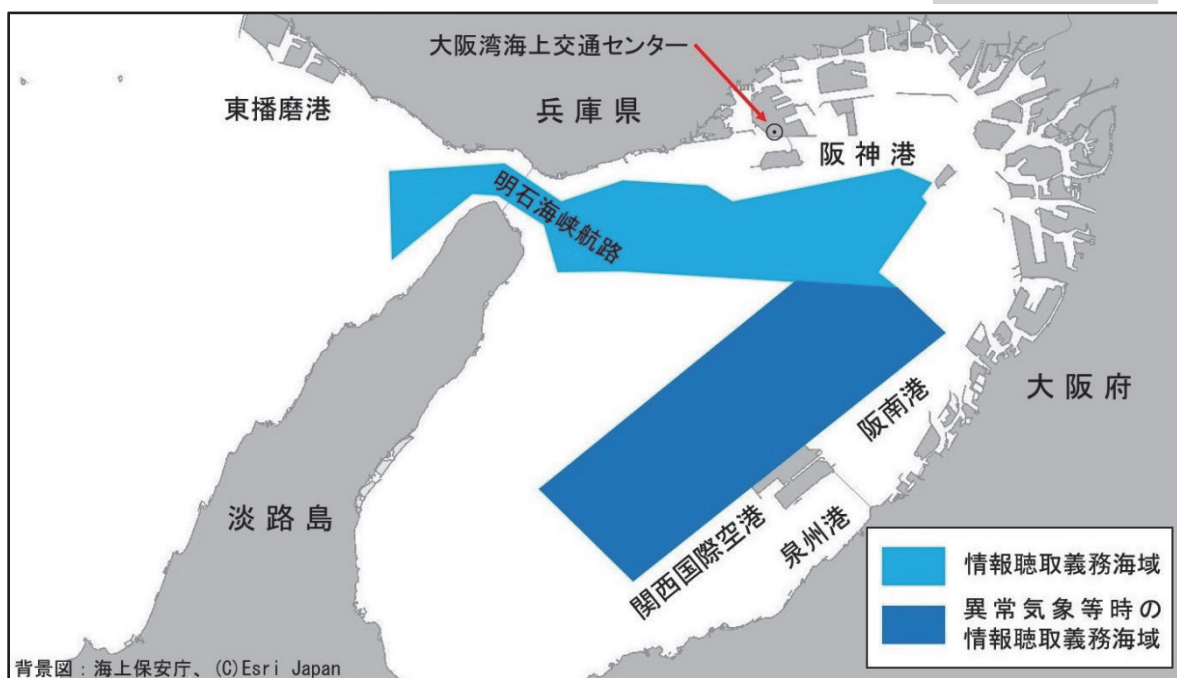 大阪湾海上交通センター
東播磨港
兵庫県
阪神港
明石海峡航路
大阪府
阪南港
淡路島
関西国際空港
泉州港
情報聴取義務海域
異常気象等時の
情報聴取義務海域
背景図：海上保安庁、(C)Esri Japan